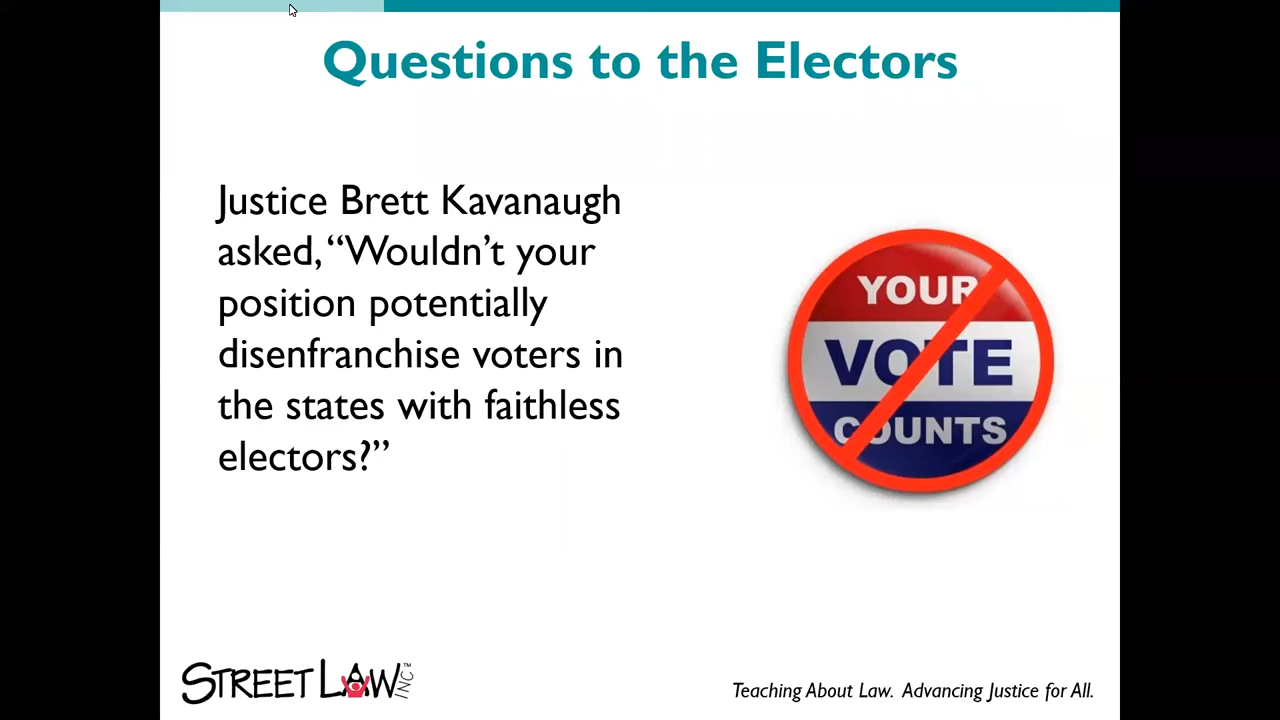 Questions to the Electors
Justice Brett Kavanaugh
asked, “Wouldn’t your
position potentially
disenfranchise voters in
the states with faithless
electors?”
YOUR
VOTE
COUNTS
STREET LAW INC™
Teaching About Law. Advancing Justice for All.